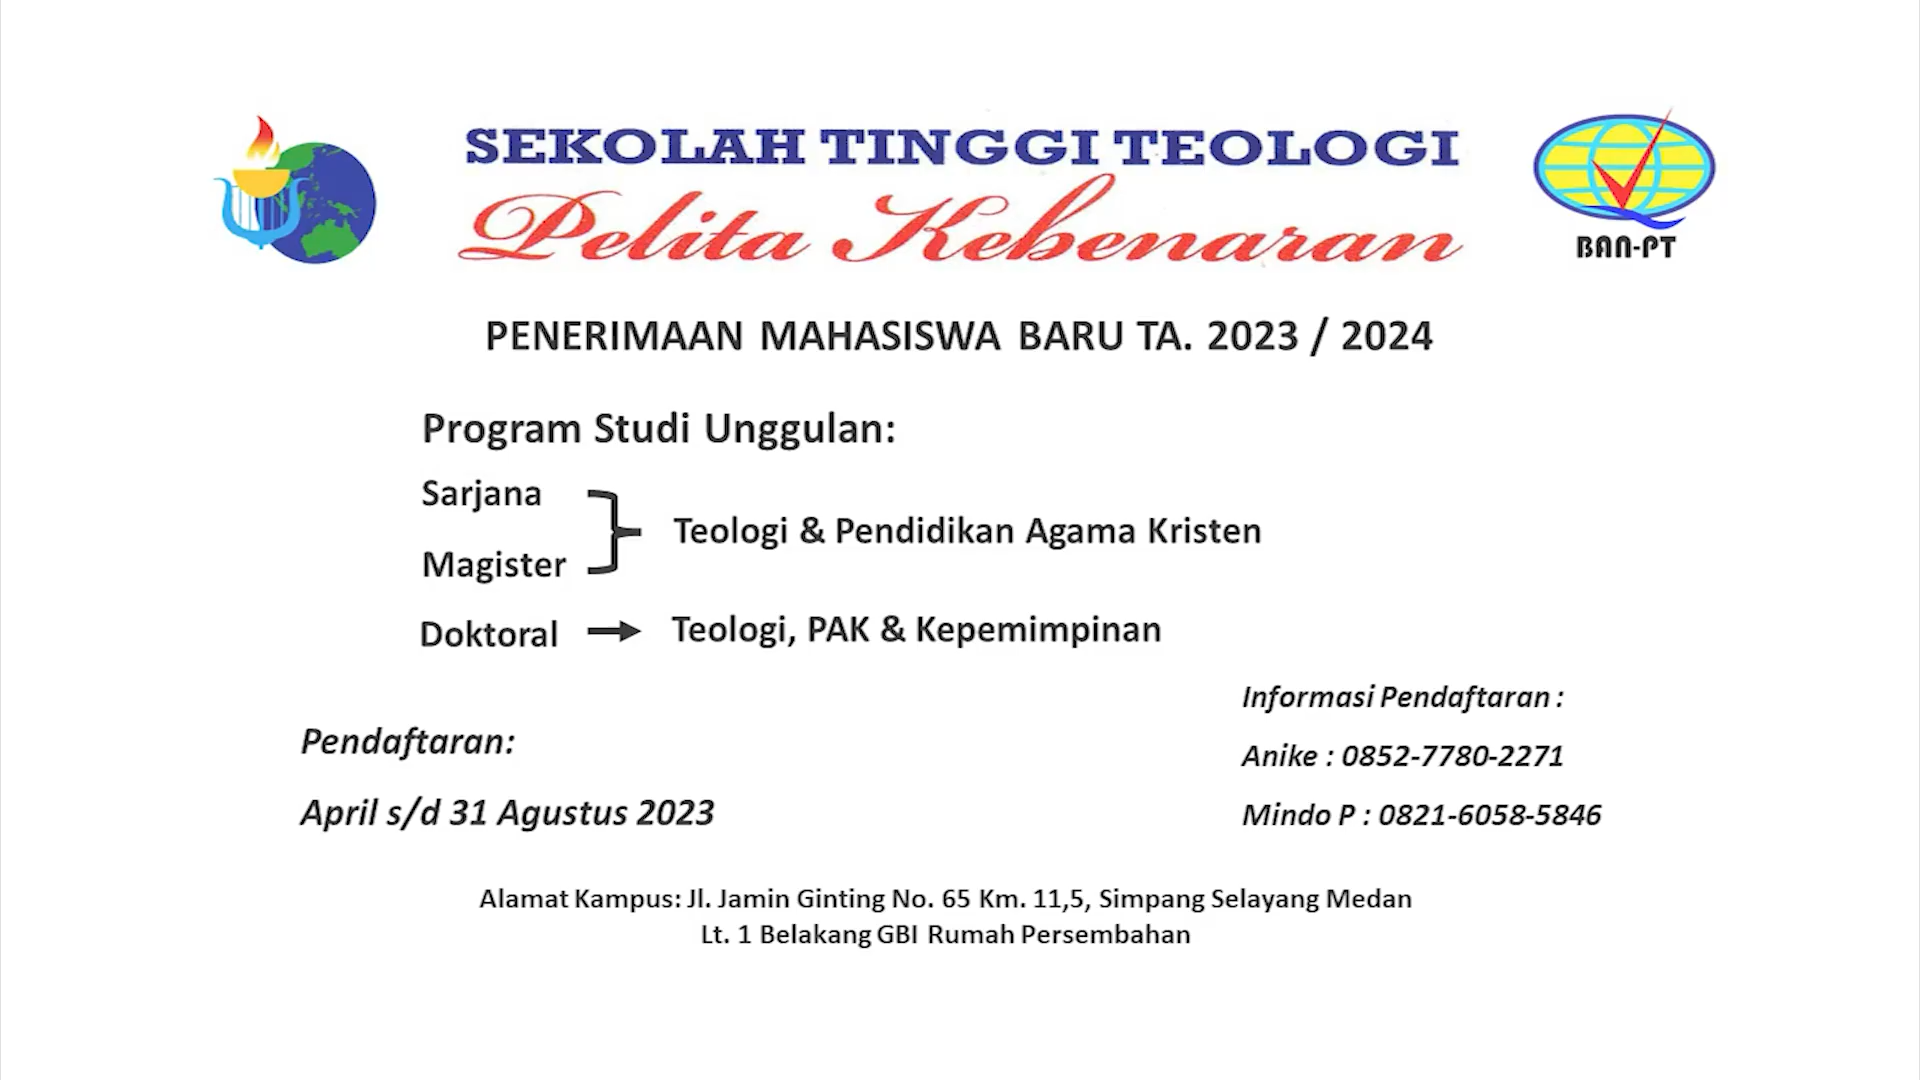 SEKOLAH TINGGI TEOLOGI
Pelita Kebenaran
BAN-PT
PENERIMAAN MAHASISWA BARU TA. 2023 / 2024
Program Studi Unggulan:
Sarjana
Magister
Teologi & Pendidikan Agama Kristen
Doktoral
Teologi, PAK & Kepemimpinan
Pendaftaran:
April s/d 31 Agustus 2023
Informasi Pendaftaran :
Anike : 0852-7780-2271
Mindo P : 0821-6058-5846
Alamat Kampus: Jl. Jamin Ginting No. 65 Km. 11,5, Simpang Selayang Medan
Lt. 1 Belakang GBI Rumah Persembahan